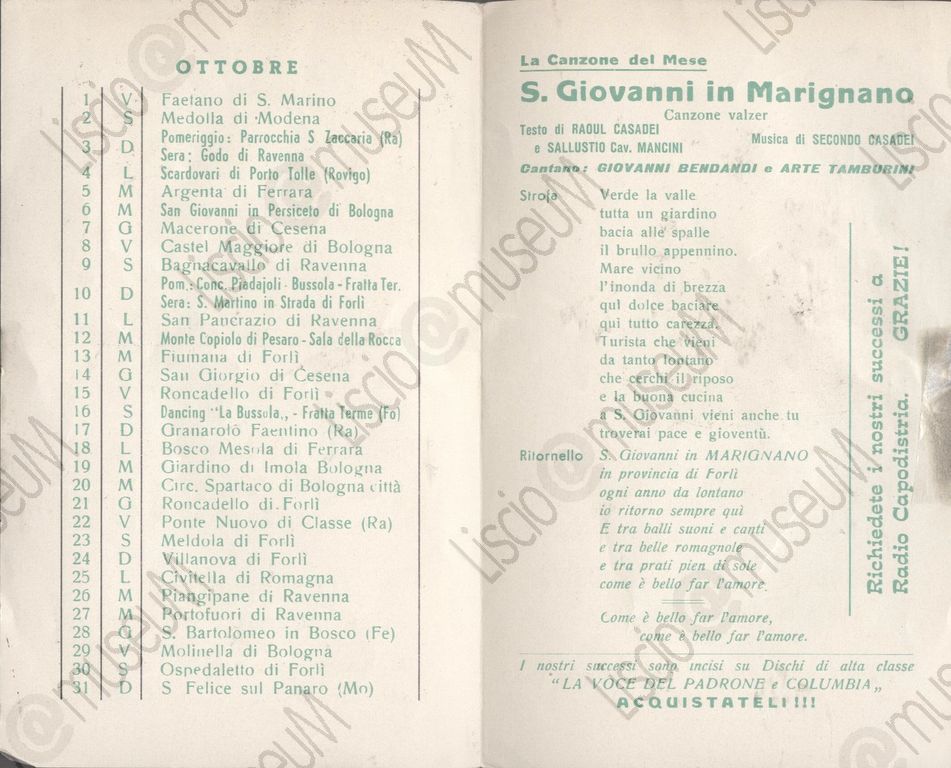 OTTOBRE
1 V Faetano di S. Marino
2 S Medolla di Modena
3 D Pomeriggio: Parrocchia S Zaccaria (Ra)
Sera: Godo di Ravenna
4 L Scardovari di Porto Tolle (Rovigo)
5 M Argenta di Ferrara
6 M San Giovanni in Persiceto di Bologna
7 G Macerone di Cesena
8 V Castel Maggiore di Bologna
9 S Bagnacavallo di Ravenna
10 D Pom.: Conc. Piadajoli - Bussola - Fratta Ter.
Sera: S. Martino in Strada di Forlì
11 L San Pancrazio di Ravenna
12 M Monte Copiolo di Pesaro - Sala della Rocca
13 M Fiumana di Forlì
14 G San Giorgio di Cesena
15 V Roncadello di Forlì
16 S Dancing "La Bussola,, - Fratta Terme (Fo)
17 D Granarolo Faentino (Ra)
18 L Bosco Mesola di Ferrara
19 M Giardino di Imola Bologna
20 M Circ. Spartaco di Bologna città
21 G Roncadello di Forlì
22 V Ponte Nuovo di Classe (Ra)
23 S Meldola di Forlì
24 D Villanova di Forlì
25 L Civitella di Romagna
26 M Piangipane di Ravenna
27 M Portofuori di Ravenna
28 G S. Bartolomeo in Bosco (Fe)
29 V Molinella di Bologna
30 S Ospedaletto di Forlì
31 D S Felice sul Panaro (Mo)
La Canzone del Mese
S. Giovanni in Marignano
Canzone valzer
Testo di RAOUL CASADEI
e SALLUSTIO Cav. MANCINI
Musica di SECONDO CASADEI
Cantano: GIOVANNI BENDANDI e ARTE TAMBURINI
Strofa Verde la valle
tutta un giardino
bacia alle spalle
il brullo appennino.
Mare vicino
l'inonda di brezza
qui dolce baciare
qui tutto carezza.
Turista che vieni
da tanto lontano
che cerchi il riposo
e la buona cucina
a S. Giovanni vieni anche tu
troverai pace e gioventù.
Ritornello S. Giovanni in MARIGNANO
in provincia di Forlì
ogni anno da lontano
io ritorno sempre quì
E tra balli suoni e canti
e tra belle romagnole
e tra prati pien di sole
come è bello far l'amore
Come è bello far l'amore,
come è bello far l'amore.
Richiedete i nostri successi a
Radio Capodistria. GRAZIE!
I nostri successi sono incisi su Dischi di alta classe
"LA VOCE DEL PADRONE e COLUMBIA,,
ACQUISTATELI!!!
Liscio@museuM
Liscio@museuM
Liscio@museuM
Liscio@museuM